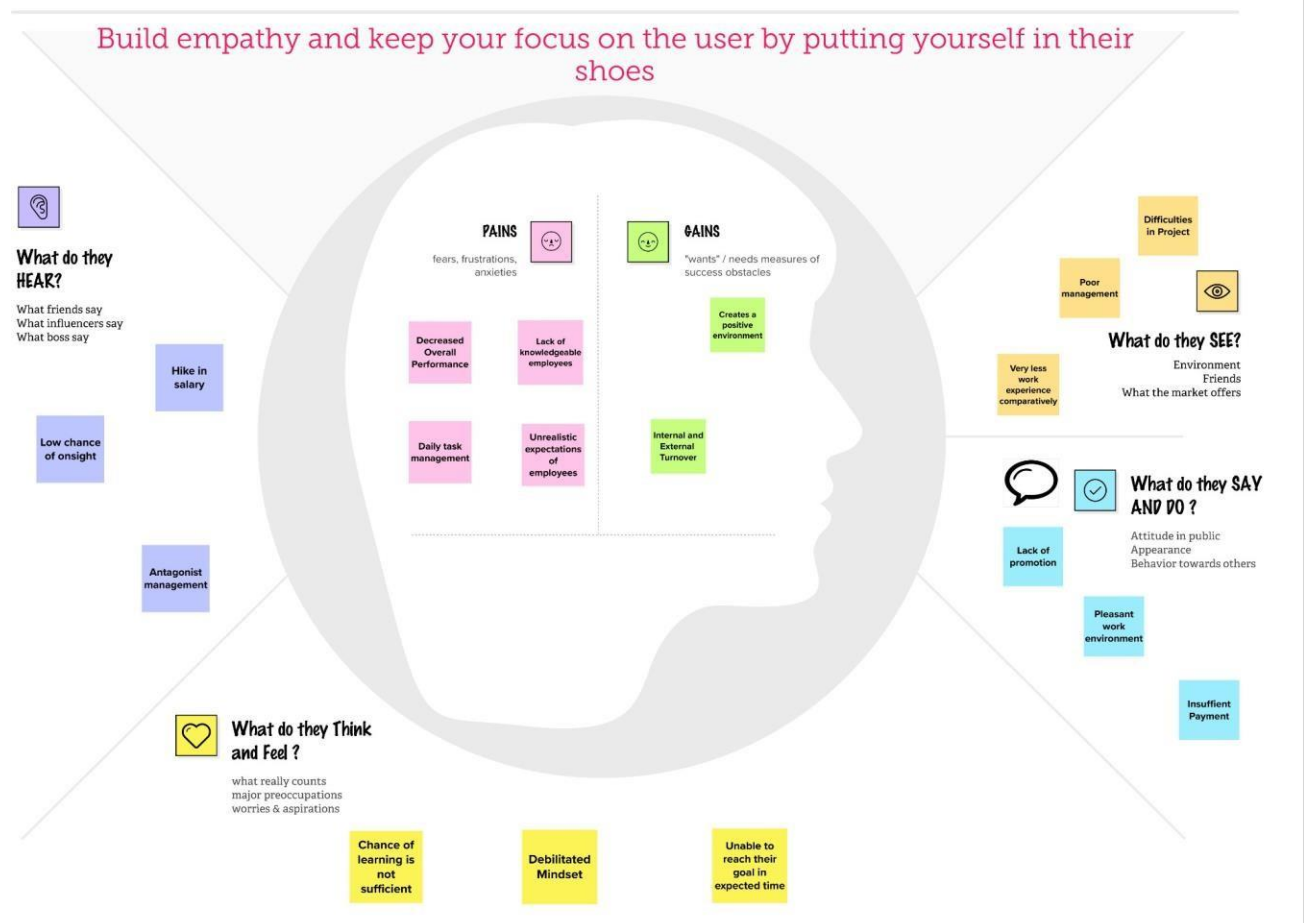 Build empathy and keep your focus on the user by putting yourself in their
shoes
What do they
HEAR?
What friends say
What influencers say
What boss say
Hike in
salary
Low chance
of onsight
Antagonist
management
PAINS
fears, frustrations,
anxieties
Decreased
Overall
Performance
Lack of
knowledgeable
employees
Daily task
management
Unrealistic
expectations
of
employees
GAINS
"wants" / needs measures of
success obstacles
Creates a
positive
environment
Internal and
External
Turnover
Difficulties
in Project
Poor
management
What do they SEE?
Environment
Friends
What the market offers
Very less
work
experience
comparatively
What do they SAY
AND DO ?
Attitude in public
Appearance
Behavior towards others
Lack of
promotion
Pleasant
work
environment
Insuffient
Payment
What do they Think
and Feel ?
what really counts
major preoccupations
worries & aspirations
Chance of
learning is
not
sufficient
Debilitated
Mindset
Unable to
reach their
goal in
expected time